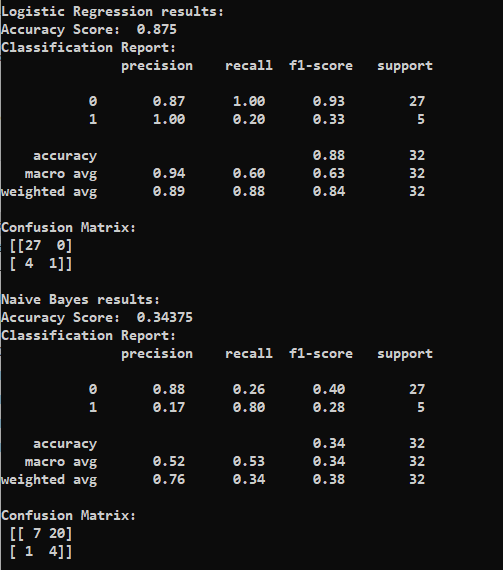 Logistic Regression results:
Accuracy Score:  0.875
Classification Report:
              precision    recall  f1-score   support

           0       0.87      1.00      0.93        27
           1       1.00      0.20      0.33         5

    accuracy                           0.88        32
   macro avg       0.94      0.60      0.63        32
weighted avg       0.89      0.88      0.84        32

Confusion Matrix:
 [[27  0]
 [ 4  1]]

Naive Bayes results:
Accuracy Score:  0.34375
Classification Report:
              precision    recall  f1-score   support

           0       0.88      0.26      0.40        27
           1       0.17      0.80      0.28         5

    accuracy                           0.34        32
   macro avg       0.52      0.53      0.34        32
weighted avg       0.76      0.34      0.38        32

Confusion Matrix:
 [[ 7 20]
 [ 1  4]]